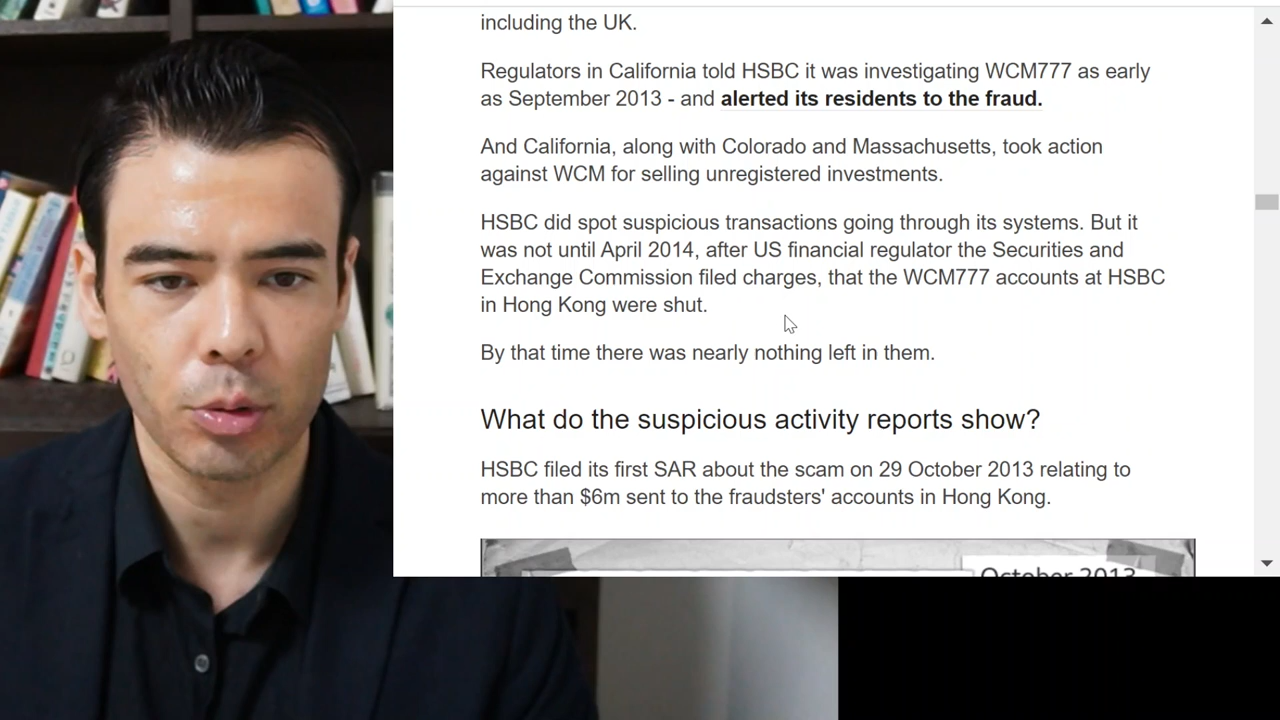 including the UK.
Regulators in California told HSBC it was investigating WCM777 as early
as September 2013 - and alerted its residents to the fraud.
And California, along with Colorado and Massachusetts, took action
against WCM for selling unregistered investments.
HSBC did spot suspicious transactions going through its systems. But it
was not until April 2014, after US financial regulator the Securities and
Exchange Commission filed charges, that the WCM777 accounts at HSBC
in Hong Kong were shut.
By that time there was nearly nothing left in them.
What do the suspicious activity reports show?
HSBC filed its first SAR about the scam on 29 October 2013 relating to
more than $6m sent to the fraudsters' accounts in Hong Kong.
October 2013